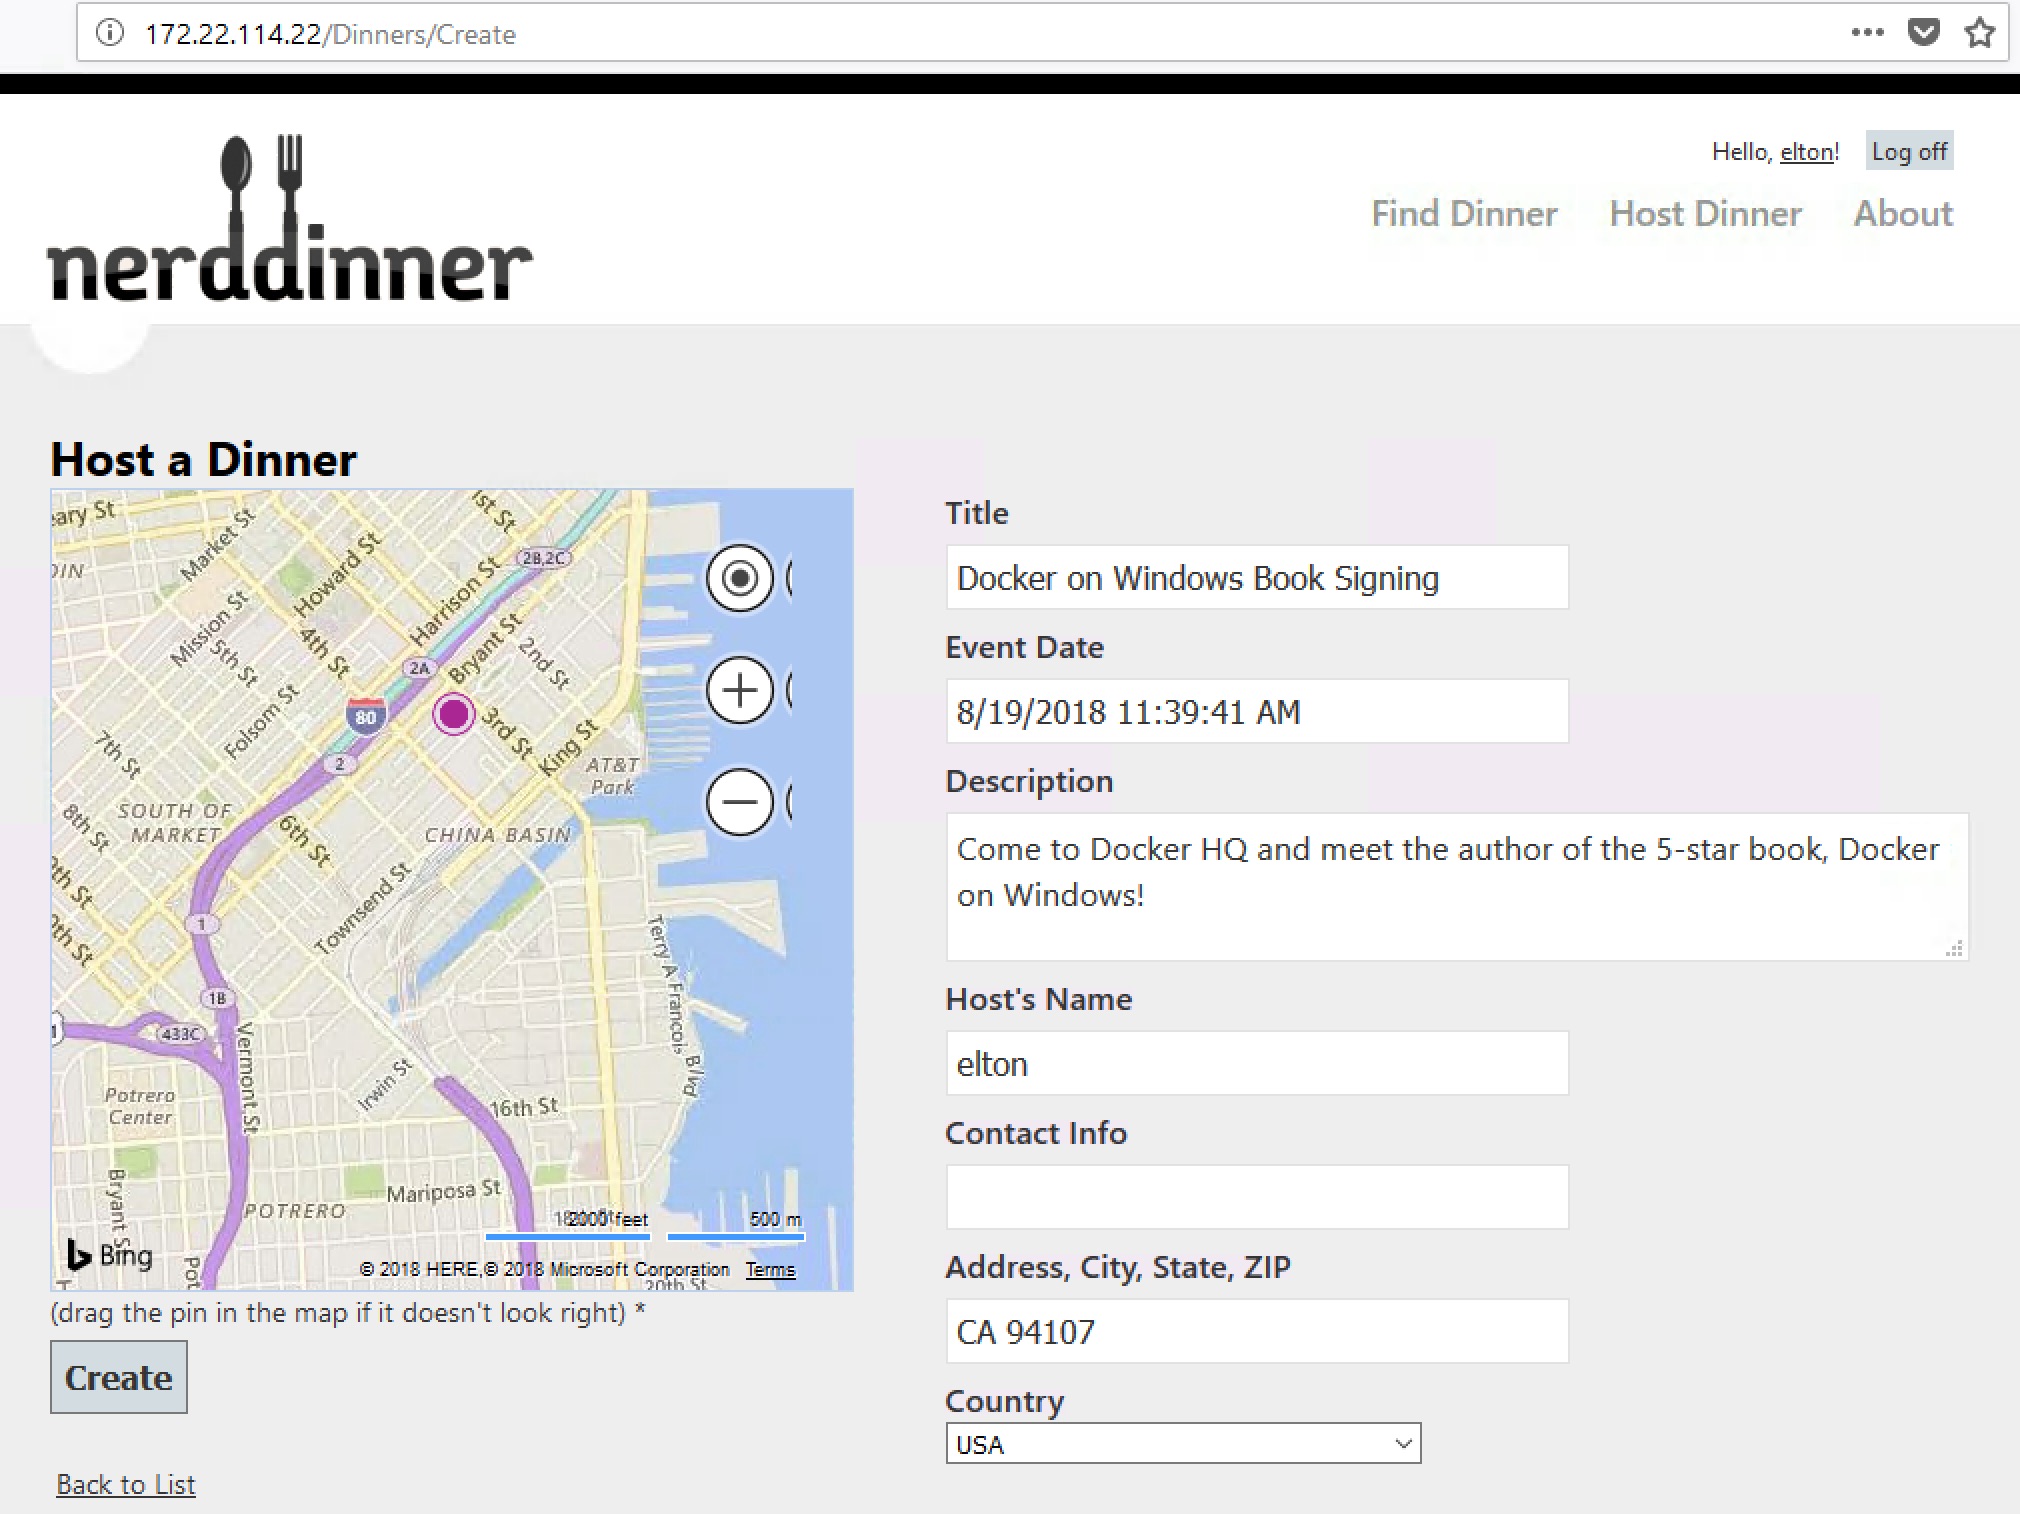 172.22.114.22/Dinners/Create
Hello, elton! Log off
Find Dinner Host Dinner About
nerddinner
Host a Dinner
eary St
Market St
Howard St
1st St
2B,2C
Harrison St
Mission St
5th St
4th St
2A
Bryant St
2nd St
80
Folsom St
3rd St
King St
7th St
2
AT&T
Park
8th St
SOUTH OF
MARKET
6th St
CHINA BASIN
9th St
Townsend St
1
Terry A Francois Blvd
1B
433C
Vermont St
Irwin St
Potrero
Center
16th St
Bryant St
Mariposa St
POTRERO
2000 feet 500 m
Bing
© 2018 HERE,© 2018 Microsoft Corporation Terms
20th St
(drag the pin in the map if it doesn't look right) *
Create
Back to List
Title
Docker on Windows Book Signing
Event Date
8/19/2018 11:39:41 AM
Description
Come to Docker HQ and meet the author of the 5-star book, Docker
on Windows!
Host's Name
elton
Contact Info
Address, City, State, ZIP
CA 94107
Country
USA